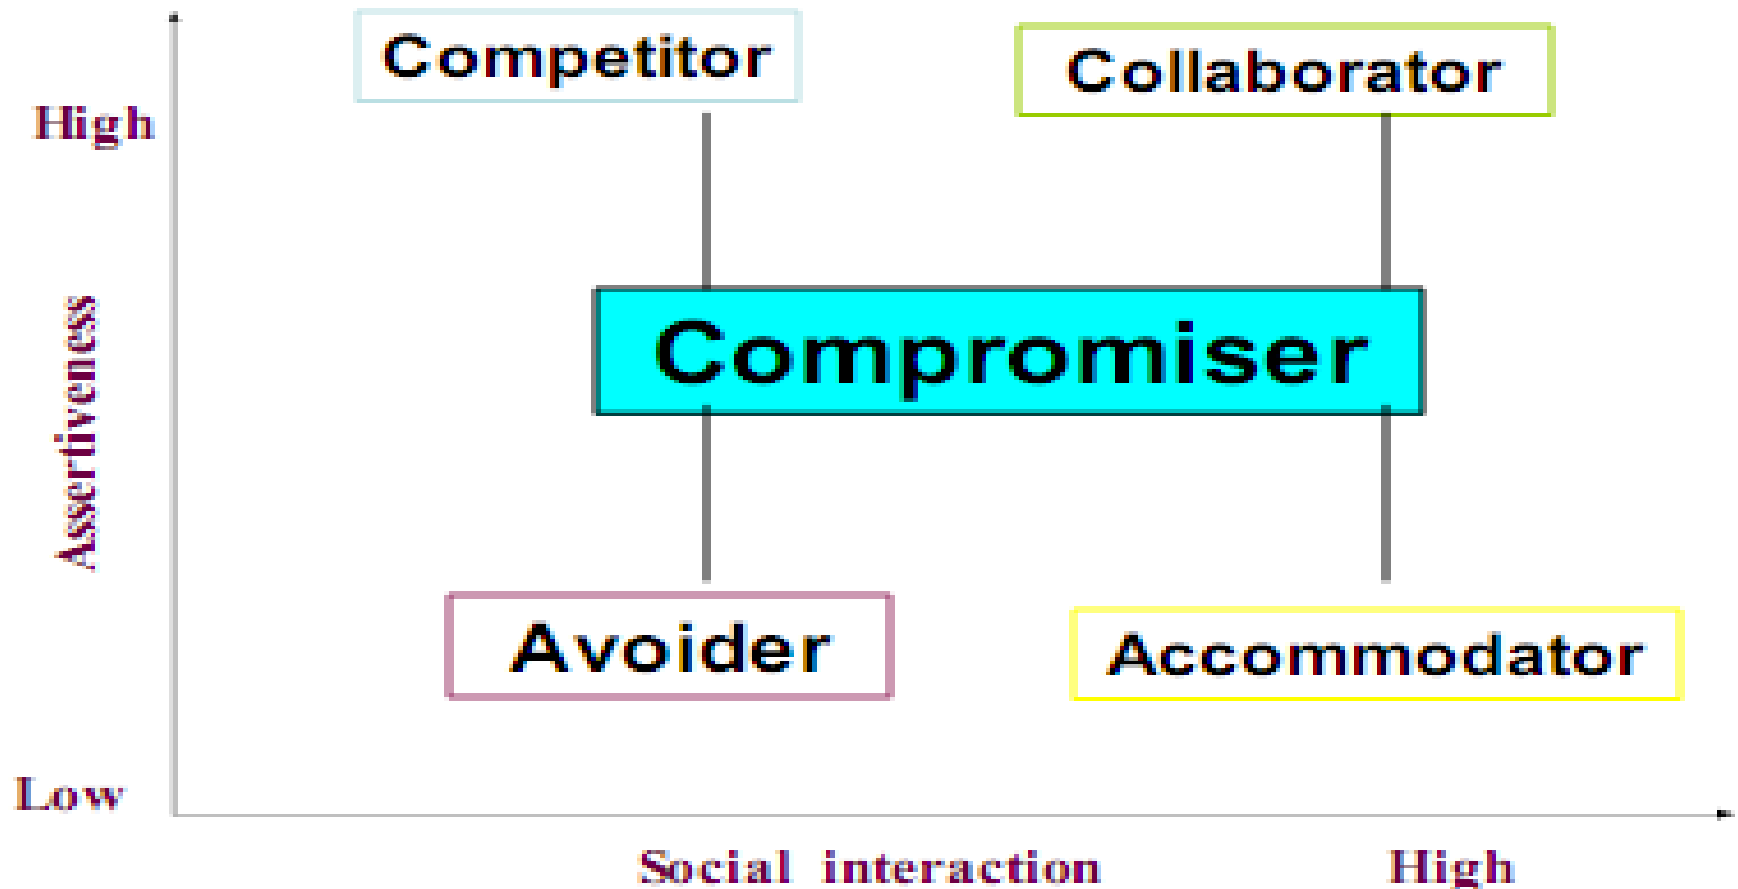 Competitor
Collaborator
High
Compromiser
Assertiveness
Avoider
Accommodator
Low
Social interaction
High